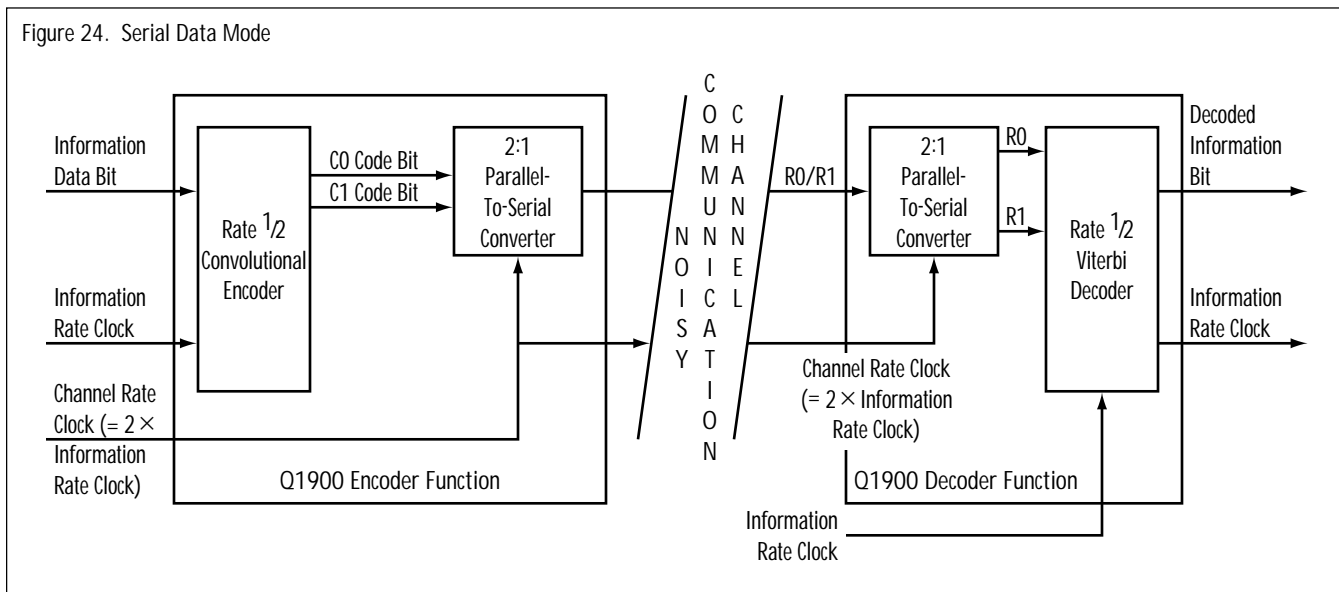 Figure 24. Serial Data Mode
Information
Data Bit
Information
Rate Clock
Channel Rate
Clock (= 2 ×
Information
Rate Clock)
Rate 1/2
Convolutional
Encoder
C0 Code Bit
C1 Code Bit
2:1
Parallel-
To-Serial
Converter
Q1900 Encoder Function
NOISY
COMMUNICATION
CHANNEL
R0/R1
Channel Rate Clock
(= 2 × Information
Rate Clock)
2:1
Parallel-
To-Serial
Converter
R0
R1
Rate 1/2
Viterbi
Decoder
Decoded
Information
Bit
Information
Rate Clock
Q1900 Decoder Function
Information
Rate Clock